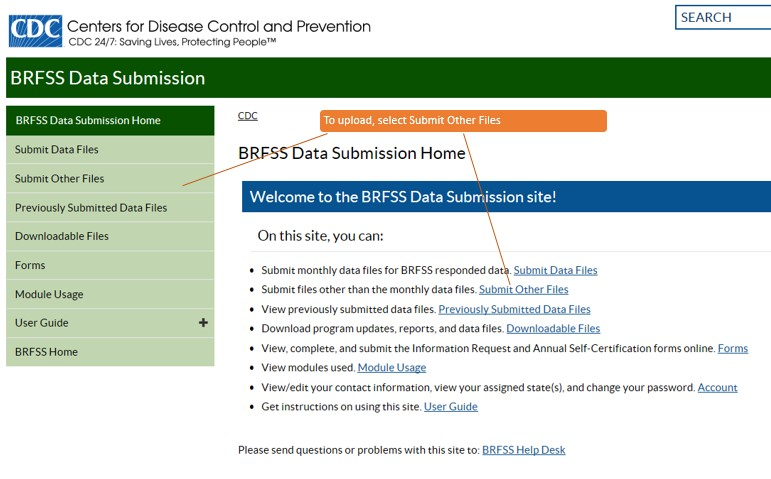 CDC Centers for Disease Control and Prevention
CDC 24/7: Saving Lives, Protecting People™
SEARCH
BRFSS Data Submission
BRFSS Data Submission Home
Submit Data Files
Submit Other Files
Previously Submitted Data Files
Downloadable Files
Forms
Module Usage
User Guide +
BRFSS Home
CDC
To upload, select Submit Other Files
BRFSS Data Submission Home
Welcome to the BRFSS Data Submission site!
On this site, you can:
• Submit monthly data files for BRFSS responded data. Submit Data Files
• Submit files other than the monthly data files. Submit Other Files
• View previously submitted data files. Previously Submitted Data Files
• Download program updates, reports, and data files. Downloadable Files
• View, complete, and submit the Information Request and Annual Self-Certification forms online. Forms
• View modules used. Module Usage
• View/edit your contact information, view your assigned state(s), and change your password. Account
• Get instructions on using this site. User Guide
Please send questions or problems with this site to: BRFSS Help Desk